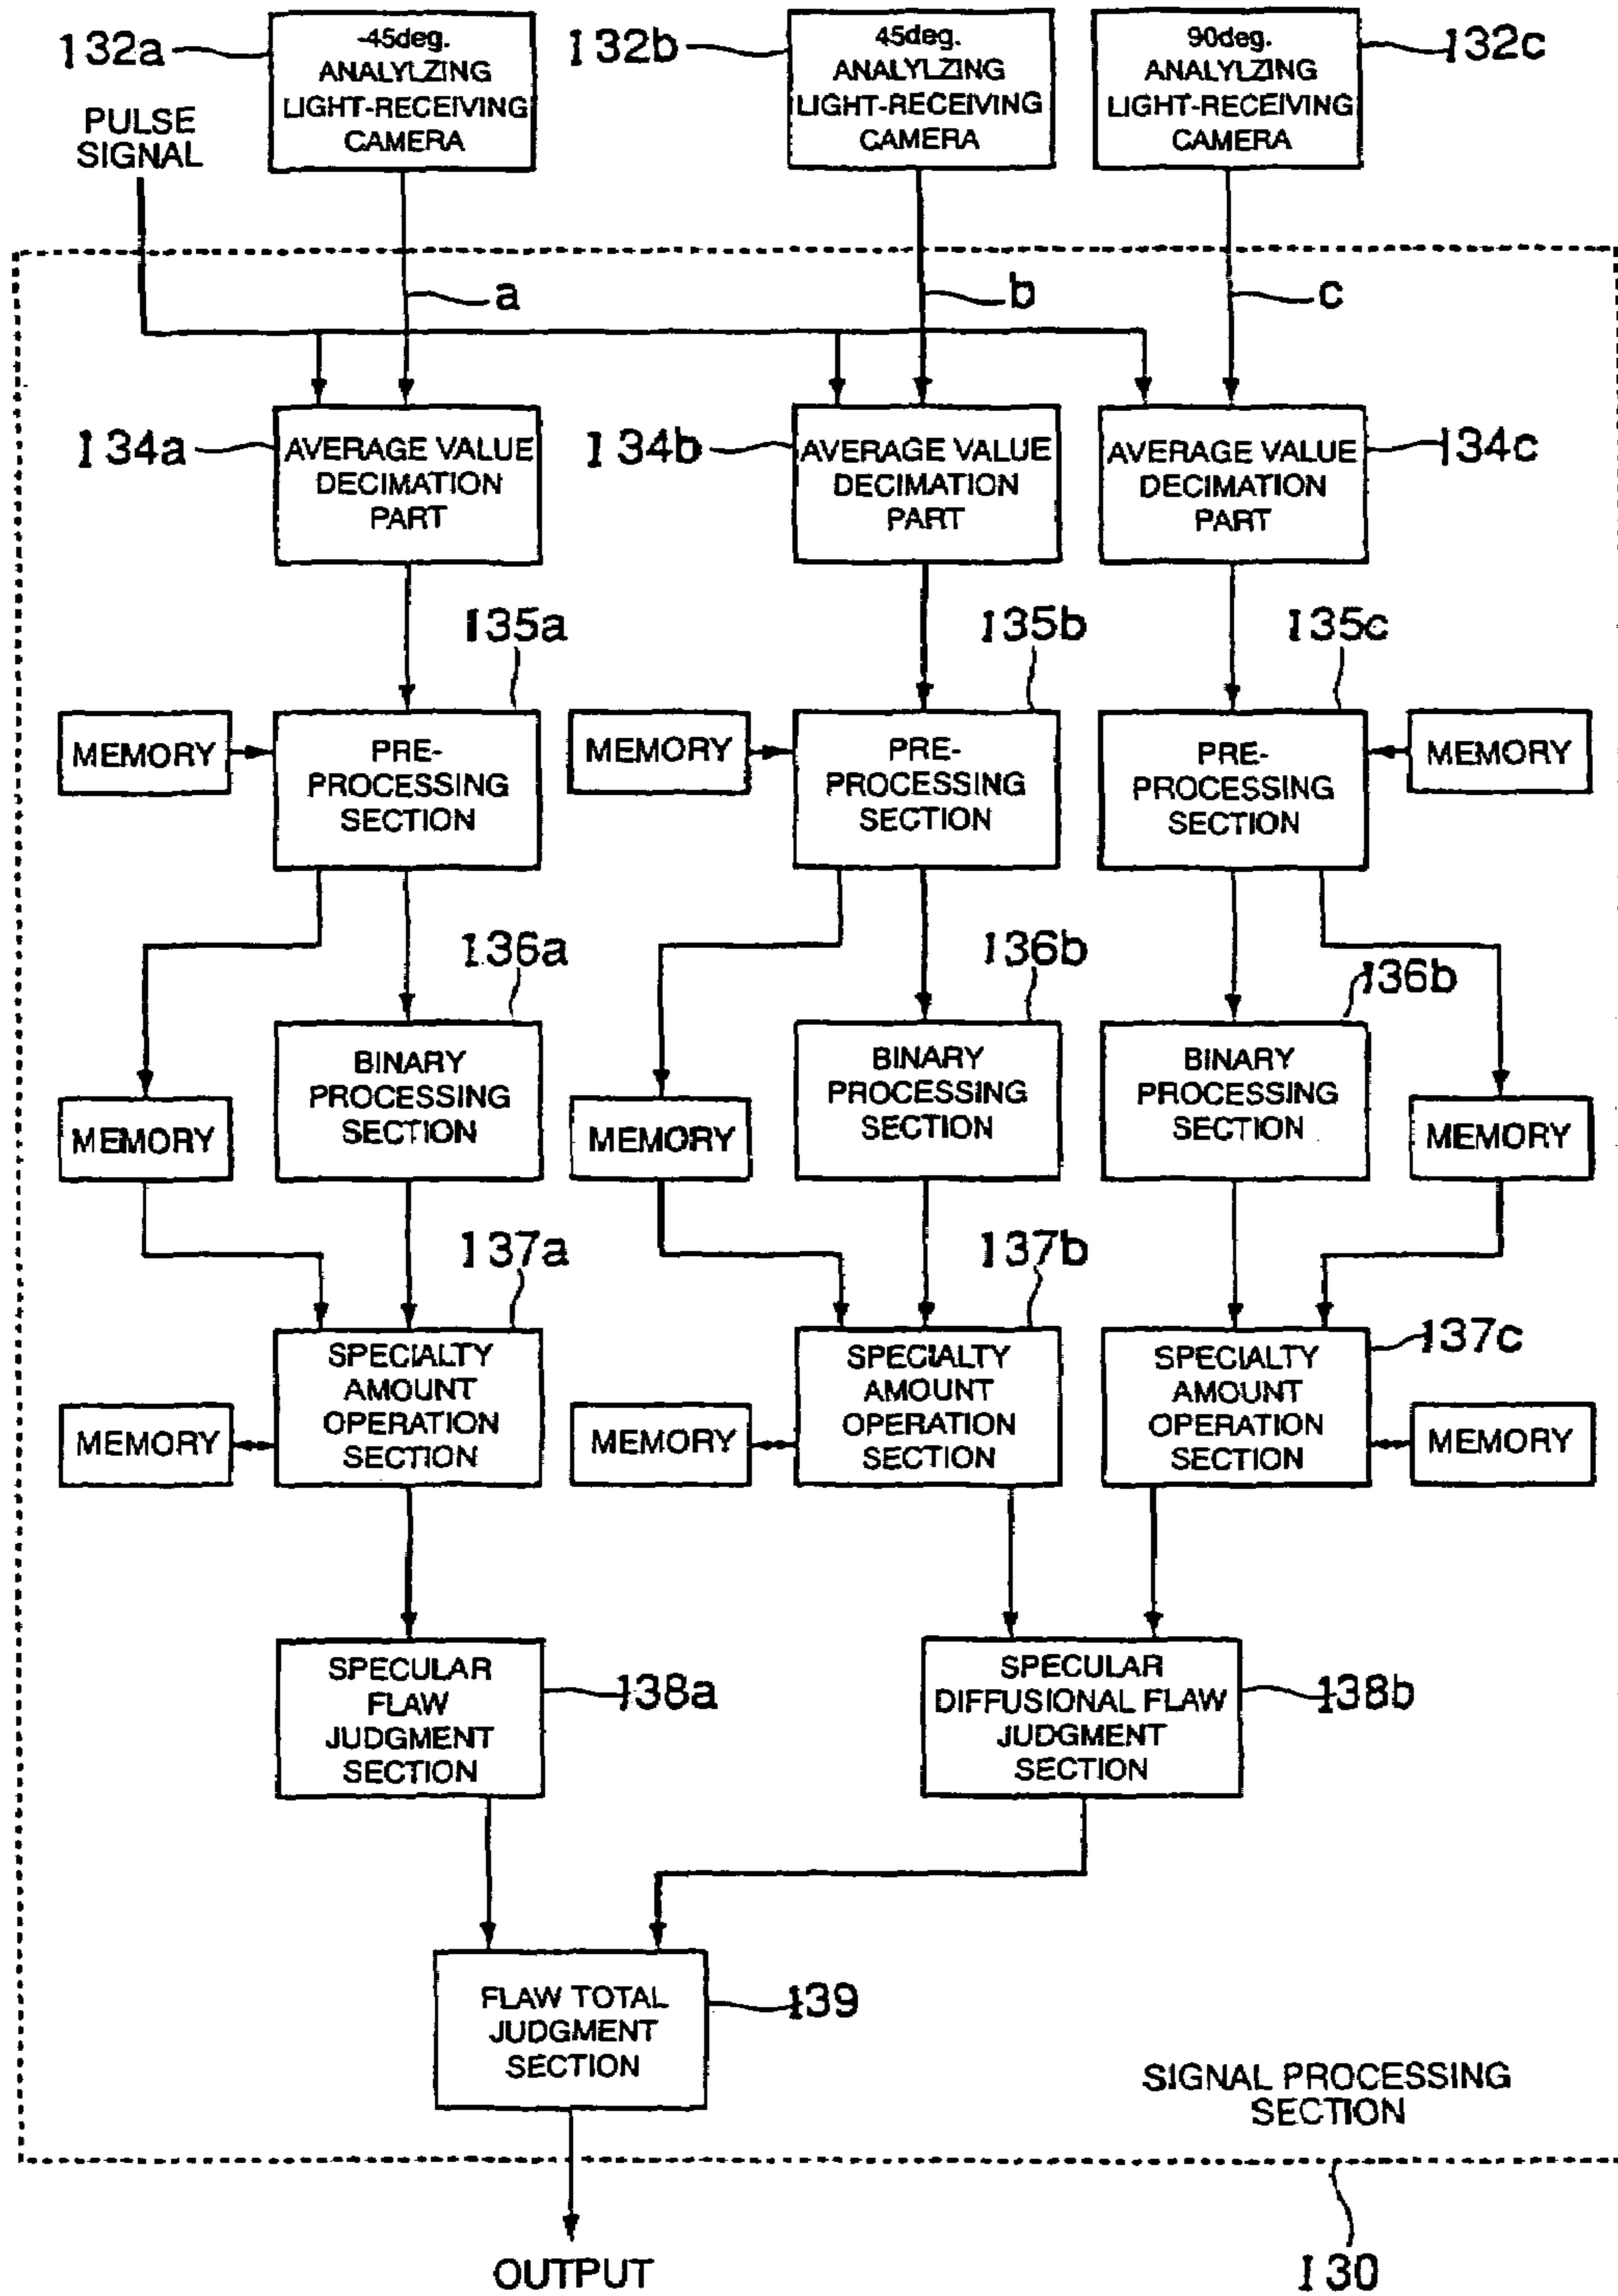 132a
-45deg.
ANALYLZING
LIGHT-RECEIVING
CAMERA
132b
45deg.
ANALYLZING
LIGHT-RECEIVING
CAMERA
90deg.
ANALYLZING
LIGHT-RECEIVING
CAMERA
132c
PULSE
SIGNAL
a
b
c
134a
AVERAGE VALUE
DECIMATION
PART
134b
AVERAGE VALUE
DECIMATION
PART
AVERAGE VALUE
DECIMATION
PART
134c
135a
135b
135c
MEMORY
PRE-
PROCESSING
SECTION
MEMORY
PRE-
PROCESSING
SECTION
PRE-
PROCESSING
SECTION
MEMORY
136a
136b
136b
MEMORY
BINARY
PROCESSING
SECTION
MEMORY
BINARY
PROCESSING
SECTION
BINARY
PROCESSING
SECTION
MEMORY
137a
137b
137c
MEMORY
SPECIALTY
AMOUNT
OPERATION
SECTION
MEMORY
SPECIALTY
AMOUNT
OPERATION
SECTION
SPECIALTY
AMOUNT
OPERATION
SECTION
MEMORY
SPECULAR
FLAW
JUDGMENT
SECTION
138a
SPECULAR
DIFFUSIONAL FLAW
JUDGMENT
SECTION
138b
FLAW TOTAL
JUDGMENT
SECTION
139
SIGNAL PROCESSING
SECTION
OUTPUT
130